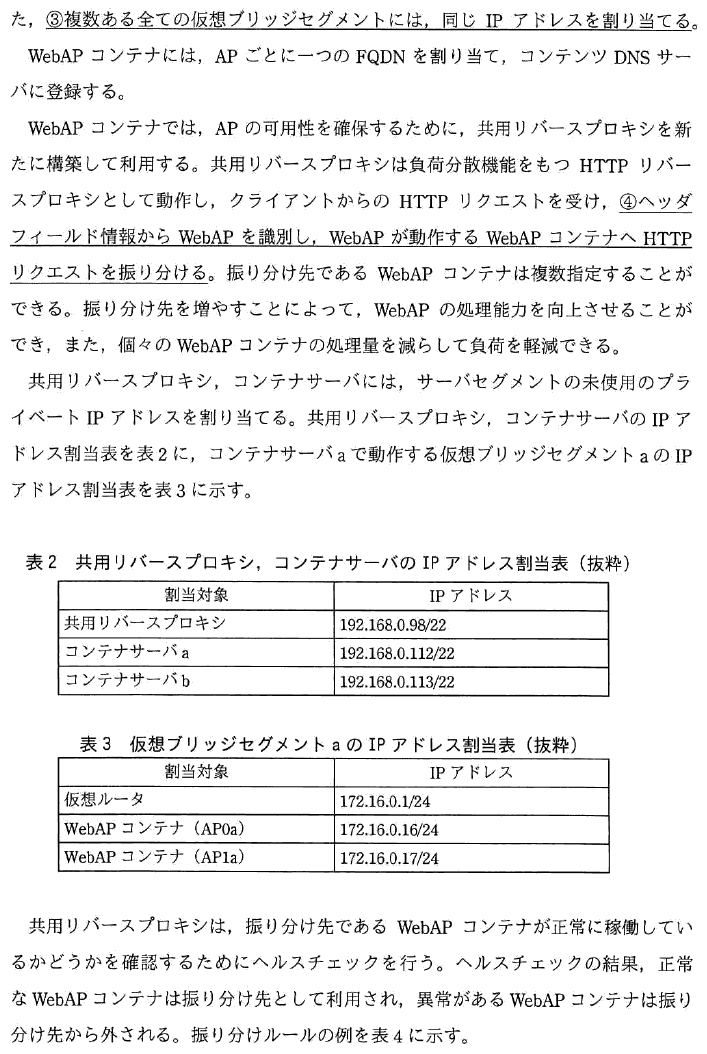 た，③複数ある全ての仮想ブリッジセグメントには，同じ IP アドレスを割り当てる。
WebAP コンテナには，AP ごとに一つの FQDN を割り当て，コンテンツ DNS サー
バに登録する。
WebAP コンテナでは，AP の可用性を確保するために，共用リバースプロキシを新
たに構築して利用する。共用リバースプロキシは負荷分散機能をもつ HTTP リバー
スプロキシとして動作し，クライアントからの HTTP リクエストを受け，④ヘッダ
フィールド情報から WebAP を識別し，WebAP が動作する WebAP コンテナへ HTTP
リクエストを振り分ける。振り分け先である WebAP コンテナは複数指定することが
できる。振り分け先を増やすことによって，WebAP の処理能力を向上させることが
でき，また，個々の WebAP コンテナの処理量を減らして負荷を軽減できる。
共用リバースプロキシ，コンテナサーバには，サーバセグメントの未使用のプラ
イベート IP アドレスを割り当てる。共用リバースプロキシ，コンテナサーバの IP ア
ドレス割当表を表2に，コンテナサーバ a で動作する仮想ブリッジセグメント a の IP
アドレス割当表を表3に示す。
表2 共用リバースプロキシ，コンテナサーバの IP アドレス割当表（抜粋）
割当対象 IP アドレス
共用リバースプロキシ 192.168.0.98/22
コンテナサーバ a 192.168.0.112/22
コンテナサーバ b 192.168.0.113/22
表3 仮想ブリッジセグメント a の IP アドレス割当表（抜粋）
割当対象 IP アドレス
仮想ルータ 172.16.0.1/24
WebAP コンテナ（AP0a） 172.16.0.16/24
WebAP コンテナ（AP1a） 172.16.0.17/24
共用リバースプロキシは，振り分け先である WebAP コンテナが正常に稼働してい
るかどうかを確認するためにヘルスチェックを行う。ヘルスチェックの結果，正常
な WebAP コンテナは振り分け先として利用され，異常がある WebAP コンテナは振り
分け先から外される。振り分けルールの例を表4に示す。